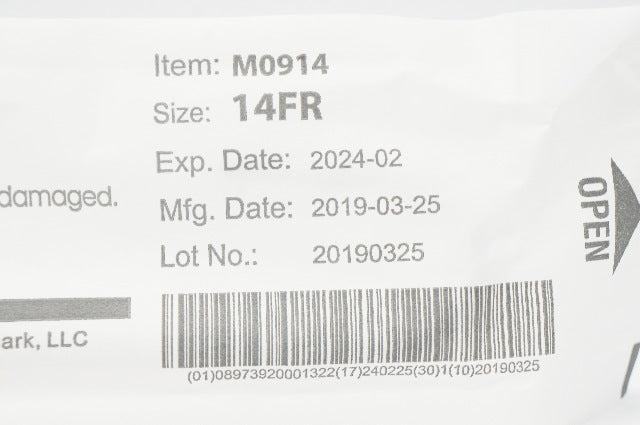 Item: M0914
Size: 14FR
Exp. Date: 2024-02
damaged.
Mfg. Date: 2019-03-25
OPEN
Lot No.: 20190325
ark, LLC
(01)08973920001322(17)240225(30)1(10)20190325